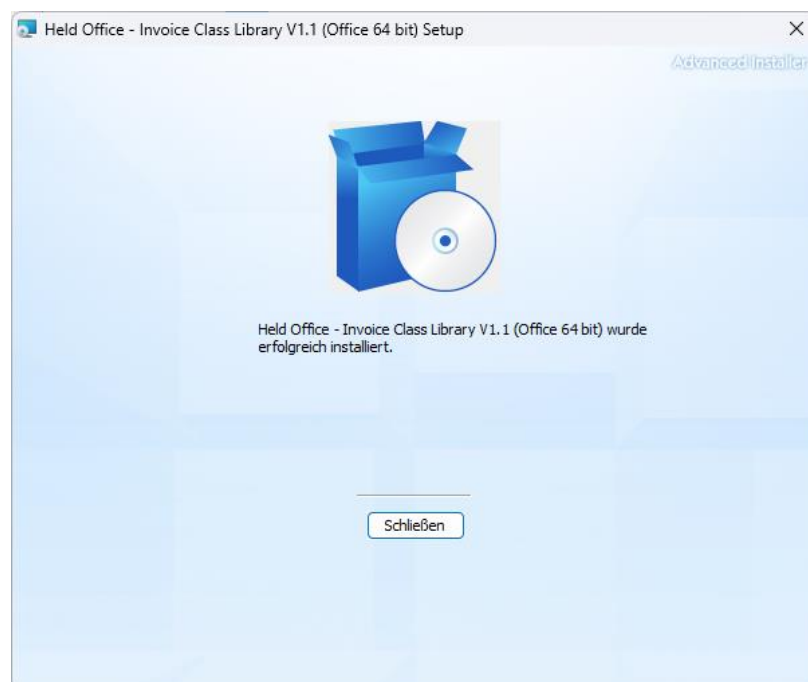 Held Office - Invoice Class Library V1.1 (Office 64 bit) Setup
Advanced Installer
Held Office - Invoice Class Library V1.1 (Office 64 bit) wurde
erfolgreich installiert.
Schließen